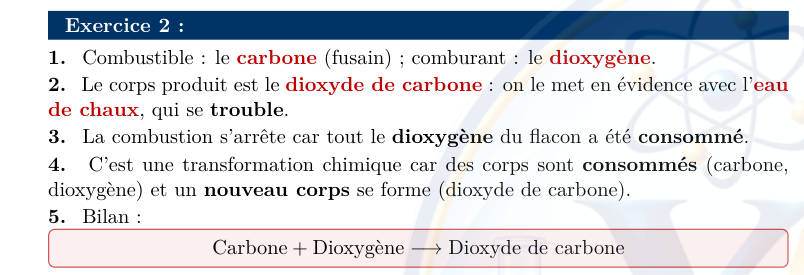 Exercice 2 :
1. Combustible : le carbone (fusain) ; comburant : le dioxygène.
2. Le corps produit est le dioxyde de carbone : on le met en évidence avec l'eau
de chaux, qui se trouble.
3. La combustion s'arrête car tout le dioxygène du flacon a été consommé.
4. C'est une transformation chimique car des corps sont consommés (carbone,
dioxygène) et un nouveau corps se forme (dioxyde de carbone).
5. Bilan :
Carbone + Dioxygène ⟶ Dioxyde de carbone